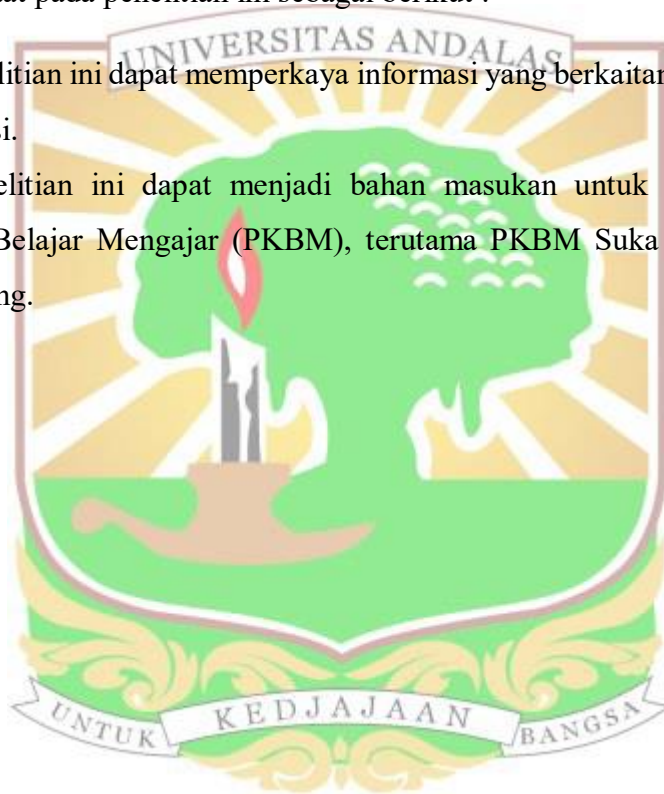 at pada penelitian ini sebagai berikut :
UNIVERSITAS ANDALAS
litian ini dapat memperkaya informasi yang berkaitan
si.
elitian ini dapat menjadi bahan masukan untuk
Belajar Mengajar (PKBM), terutama PKBM Suka
ng.
UNTUK KEDJAJAAN BANGSA